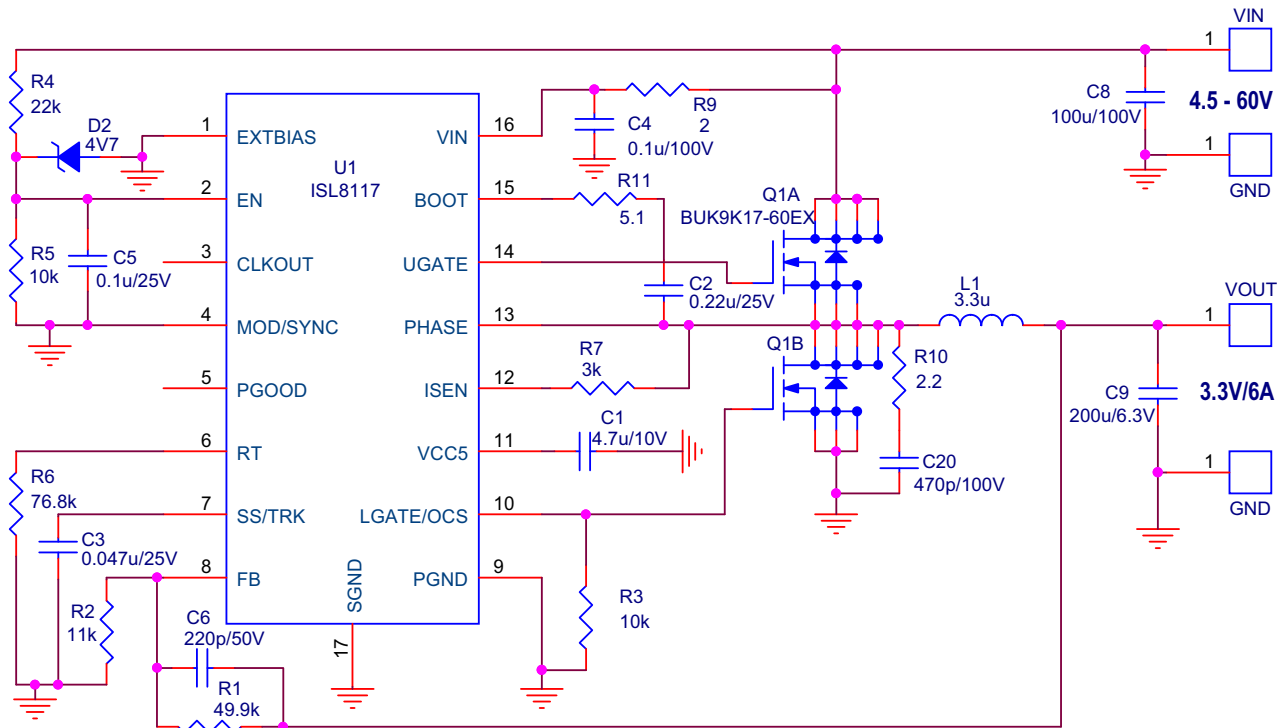 VIN
1
R4
22k
C8
100u/100V
4.5 - 60V
1
GND
D2
4V7
R9
2
C4
0.1u/100V
1
EXTBIAS
VIN
16
U1
ISL8117
2
EN
BOOT
15
R11
5.1
Q1A
BUK9K17-60EX
R5
10k
C5
0.1u/25V
3
CLKOUT
UGATE
14
C2
0.22u/25V
L1
3.3u
VOUT
1
4
MOD/SYNC
PHASE
13
Q1B
R7
3k
R10
2.2
5
PGOOD
ISEN
12
C9
200u/6.3V
3.3V/6A
C1
4.7u/10V
6
RT
VCC5
11
R6
76.8k
C20
470p/100V
1
GND
7
SS/TRK
LGATE/OCS
10
C3
0.047u/25V
8
FB
SGND
PGND
9
R2
11k
R3
10k
C6
220p/50V
17
R1
49.9k